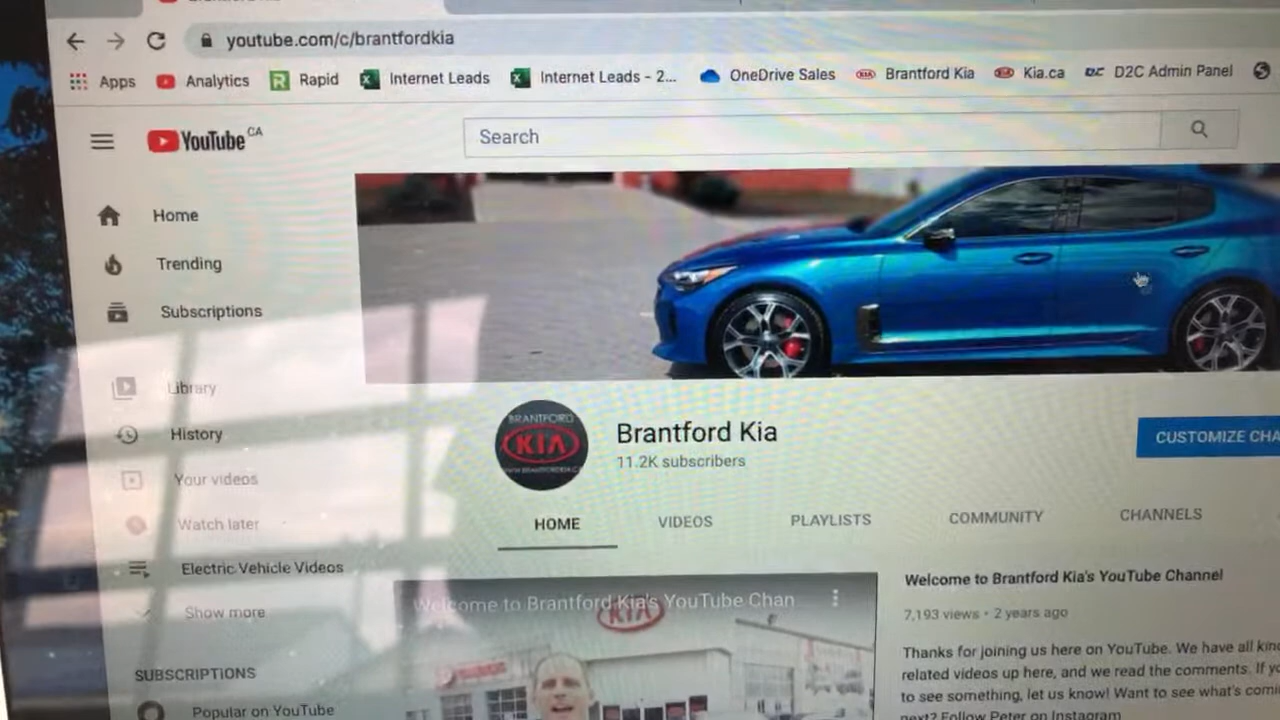 youtube.com/c/brantfordkia
Apps Analytics Rapid Internet Leads Internet Leads - 2... OneDrive Sales Brantford Kia Kia.ca D2C Admin Panel
YouTube CA
Search
Home
Trending
Subscriptions
Library
History
Your videos
Watch later
Electric Vehicle Videos
Show more
SUBSCRIPTIONS
Popular on YouTube
BRANTFORD
KIA
Brantford Kia
11.2K subscribers
CUSTOMIZE CHA
HOME VIDEOS PLAYLISTS COMMUNITY CHANNELS
Welcome to Brantford Kia's YouTube Chan
KIA
Welcome to Brantford Kia's YouTube Channel
7,193 views • 2 years ago
Thanks for joining us here on YouTube. We have all kind
related videos up here, and we read the comments. If yo
to see something, let us know! Want to see what's comi
next? Follow Peter on Instagram